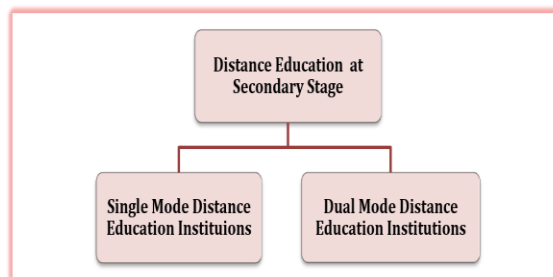 Distance Education at
Secondary Stage
Single Mode Distance
Education Instituions
Dual Mode Distance
Education Institutions